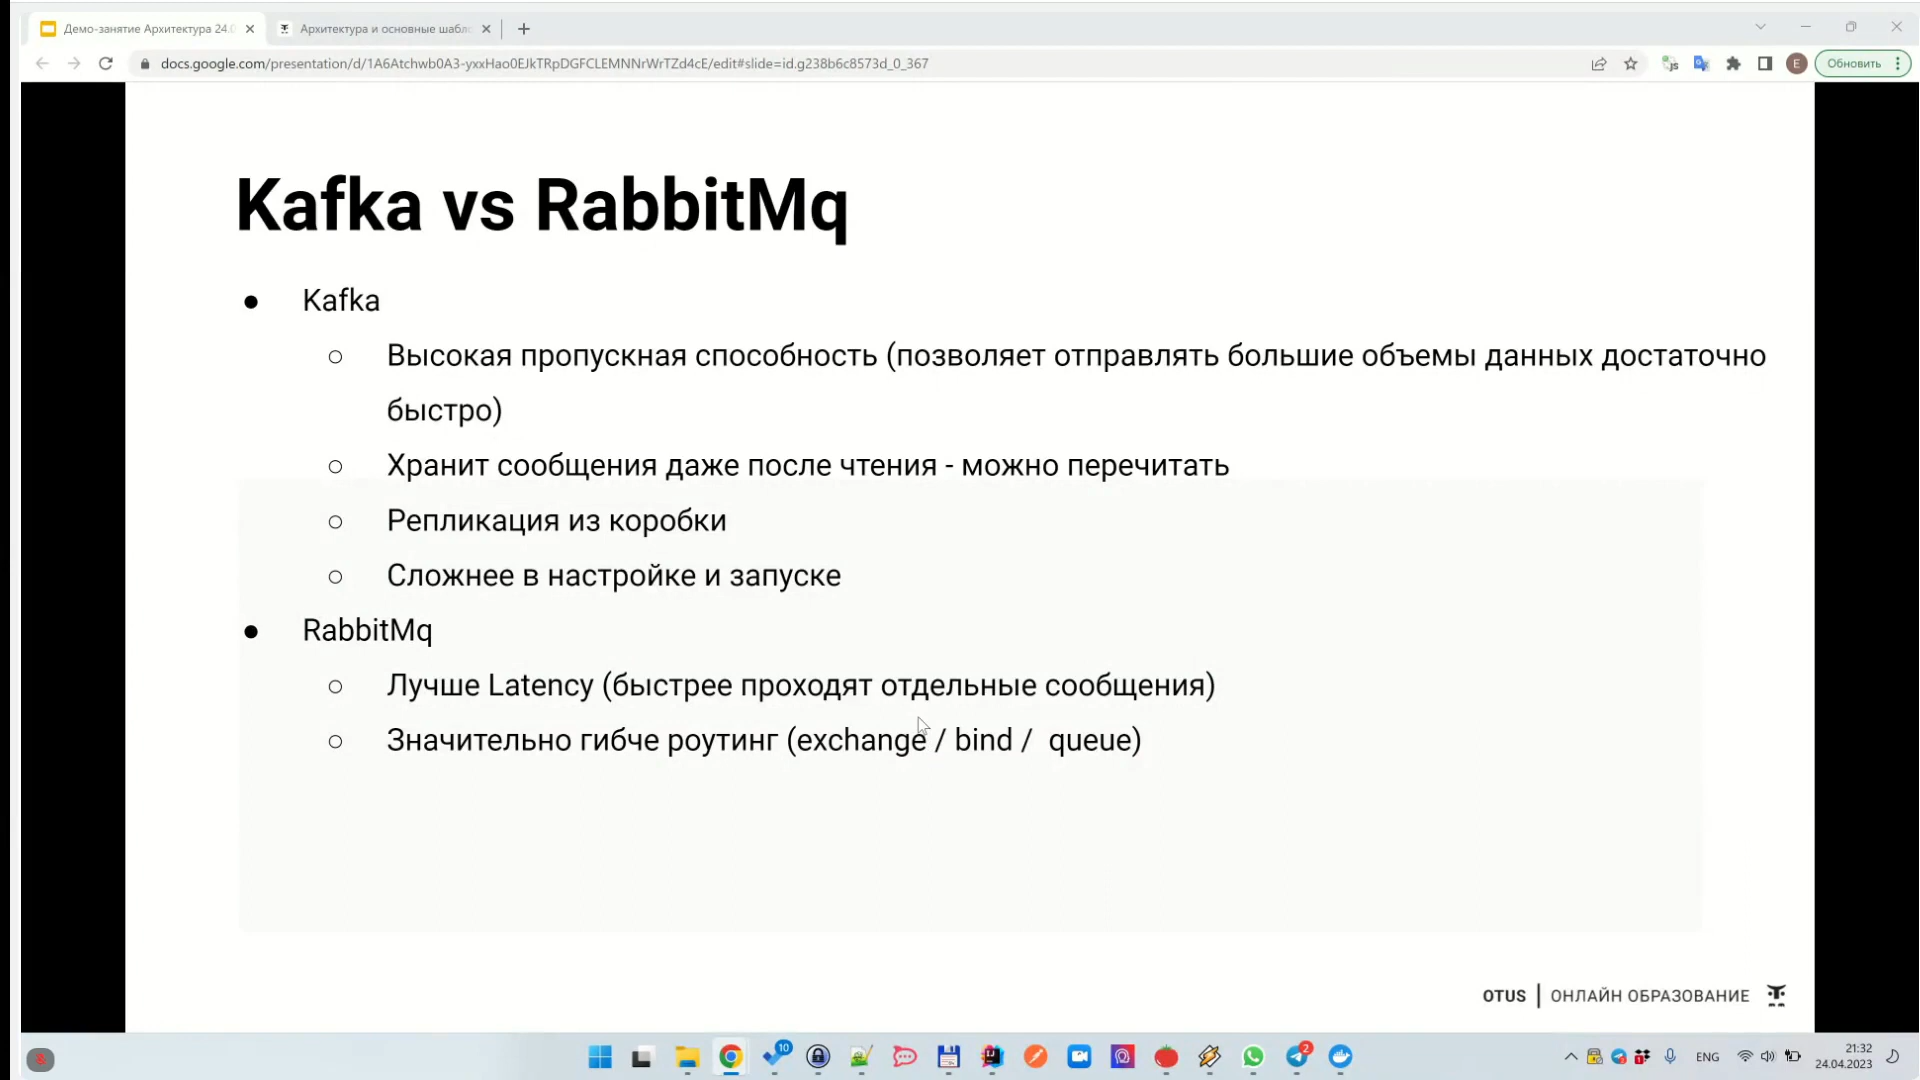 Демо-занятие Архитектура 24.0
Архитектура и основные шабло
docs.google.com/presentation/d/1A6Atchwb0A3-yxxHao0EJkTRpDGFCLEMNNrWrTZd4cE/edit#slide=id.g238b6c8573d_0_367
E
Обновить
Kafka vs RabbitMq
● Kafka
○ Высокая пропускная способность (позволяет отправлять большие объемы данных достаточно
быстро)
○ Хранит сообщения даже после чтения - можно перечитать
○ Репликация из коробки
○ Сложнее в настройке и запуске
● RabbitMq
○ Лучше Latency (быстрее проходят отдельные сообщения)
○ Значительно гибче роутинг (exchange / bind / queue)
OTUS | ОНЛАЙН ОБРАЗОВАНИЕ
10
2
ENG
21:32
24.04.2023